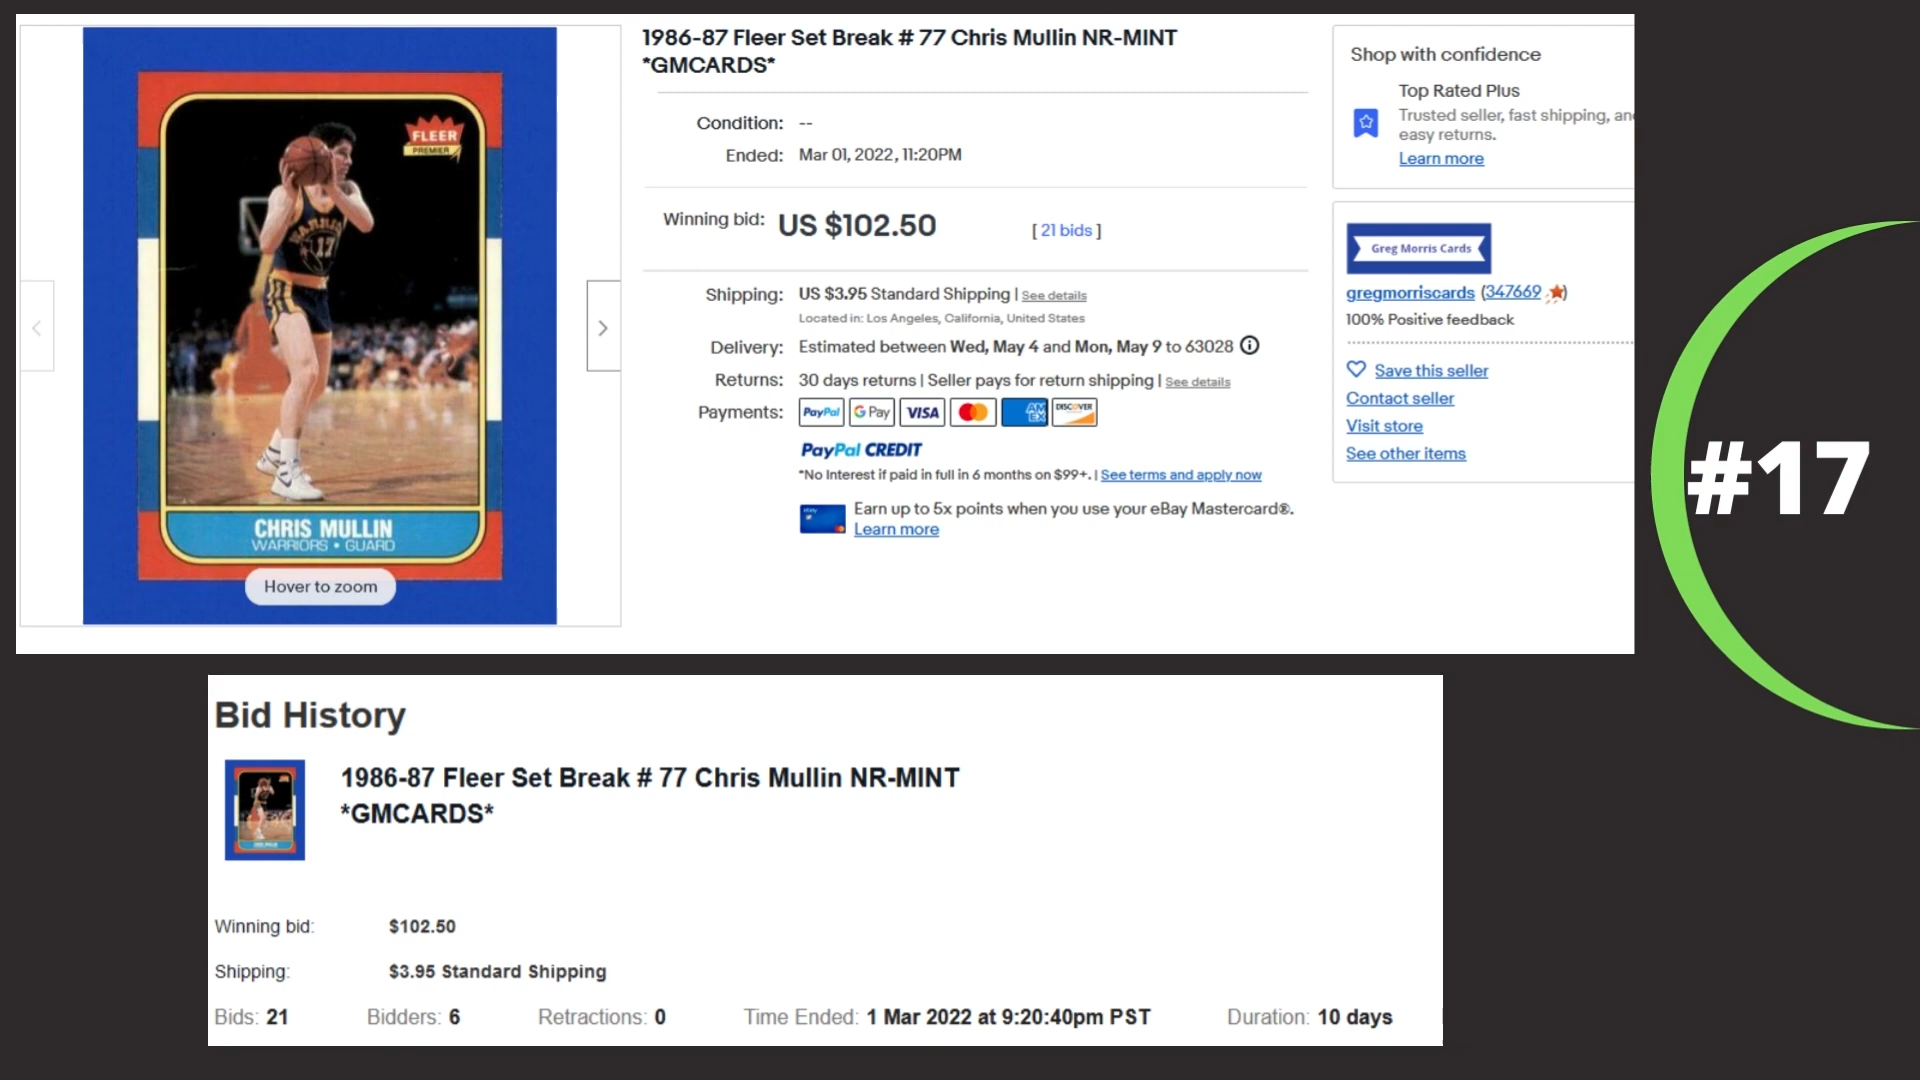 1986-87 Fleer Set Break # 77 Chris Mullin NR-MINT
*GMCARDS*
Condition: --
Ended: Mar 01, 2022, 11:20PM
Winning bid: US $102.50 [ 21 bids ]
Shipping: US $3.95 Standard Shipping | See details
Located in: Los Angeles, California, United States
Delivery: Estimated between Wed, May 4 and Mon, May 9 to 63028
Returns: 30 days returns | Seller pays for return shipping | See details
Payments: PayPal G Pay VISA AM EX DISCOVER
PayPal CREDIT
*No Interest if paid in full in 6 months on $99+. | See terms and apply now
Earn up to 5x points when you use your eBay Mastercard®.
Learn more
FLEER
PREMIER
WARRIORS
17
CHRIS MULLIN
WARRIORS • GUARD
Hover to zoom
Shop with confidence
Top Rated Plus
Trusted seller, fast shipping, and
easy returns.
Learn more
Greg Morris Cards
gregmorriscards (347669)
100% Positive feedback
Save this seller
Contact seller
Visit store
See other items
#17
Bid History
1986-87 Fleer Set Break # 77 Chris Mullin NR-MINT
*GMCARDS*
Winning bid: $102.50
Shipping: $3.95 Standard Shipping
Bids: 21 Bidders: 6 Retractions: 0 Time Ended: 1 Mar 2022 at 9:20:40pm PST Duration: 10 days